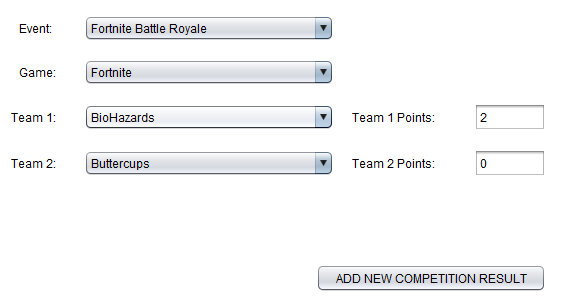 Event: Fortnite Battle Royale
Game: Fortnite
Team 1: BioHazards Team 1 Points: 2
Team 2: Buttercups Team 2 Points: 0
ADD NEW COMPETITION RESULT